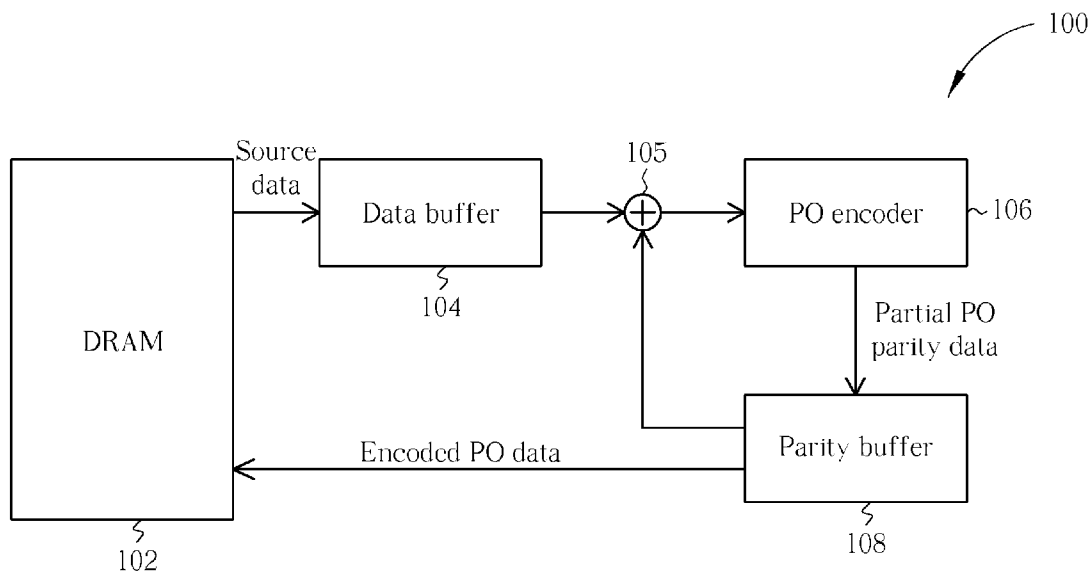 100
Source
data
105
Data buffer
PO encoder
106
104
DRAM
Partial PO
parity data
Encoded PO data
Parity buffer
102
108